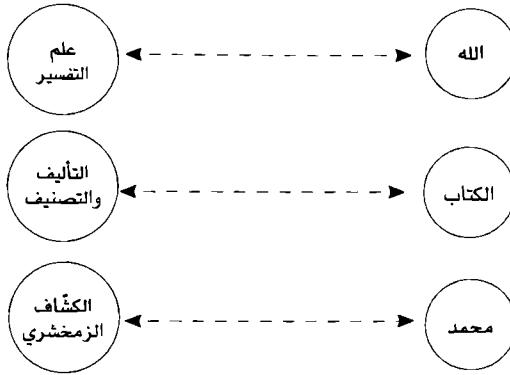 الله
علم
التفسير
الكتاب
التأليف
والتصنيف
محمد
الكشّاف
الزمخشري